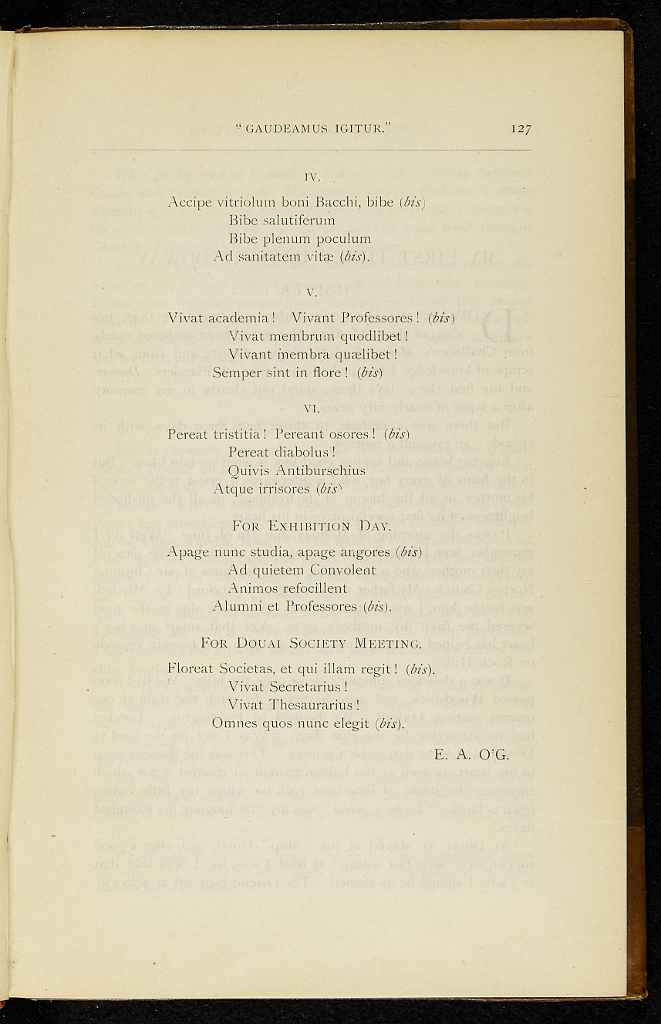 “GAUDEAMUS IGITUR.” 127
IV.
Accipe vitriolum boni Bacchi, bibe (bis)
Bibe salutiferum
Bibe plenum poculum
Ad sanitatem vitæ (bis).
V.
Vivat academia! Vivant Professores! (bis)
Vivat membrum quodlibet!
Vivant membra quælibet!
Semper sint in flore! (bis)
VI.
Pereat tristitia! Pereant osores! (bis)
Pereat diabolus!
Quivis Antiburschius
Atque irrisores (bis)
FOR EXHIBITION DAY.
Apage nunc studia, apage angores (bis)
Ad quietem Convolent
Animos refocillent
Alumni et Professores (bis).
FOR DOUAI SOCIETY MEETING.
Floreat Societas, et qui illam regit! (bis).
Vivat Secretarius!
Vivat Thesaurarius!
Omnes quos nunc elegit (bis).
E. A. O’G.